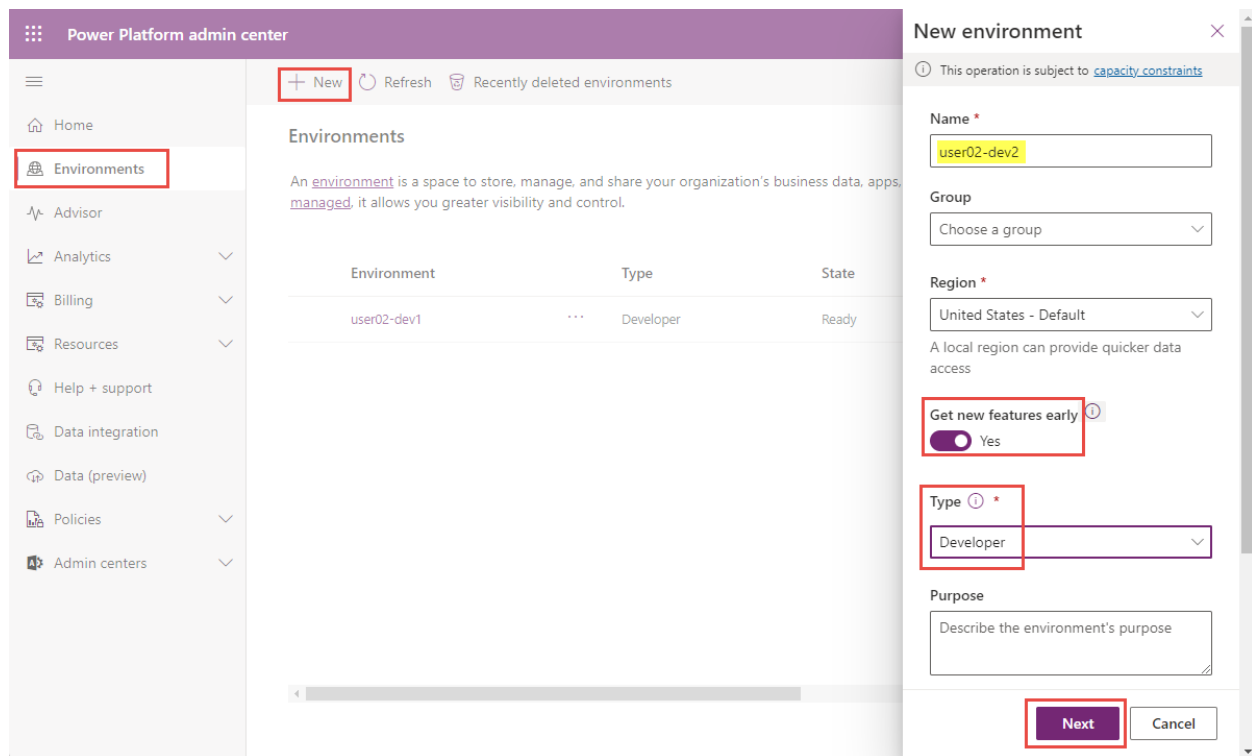 Power Platform admin center
New
Refresh
Recently deleted environments
Home
Environments
Advisor
Analytics
Billing
Resources
Help + support
Data integration
Data (preview)
Policies
Admin centers
Environments
An environment is a space to store, manage, and share your organization's business data, apps,
managed, it allows you greater visibility and control.
Environment Type State
user02-dev1 ... Developer Ready
New environment
This operation is subject to capacity constraints
Name *
user02-dev2
Group
Choose a group
Region *
United States - Default
A local region can provide quicker data
access
Get new features early
Yes
Type *
Developer
Purpose
Describe the environment's purpose
Next
Cancel